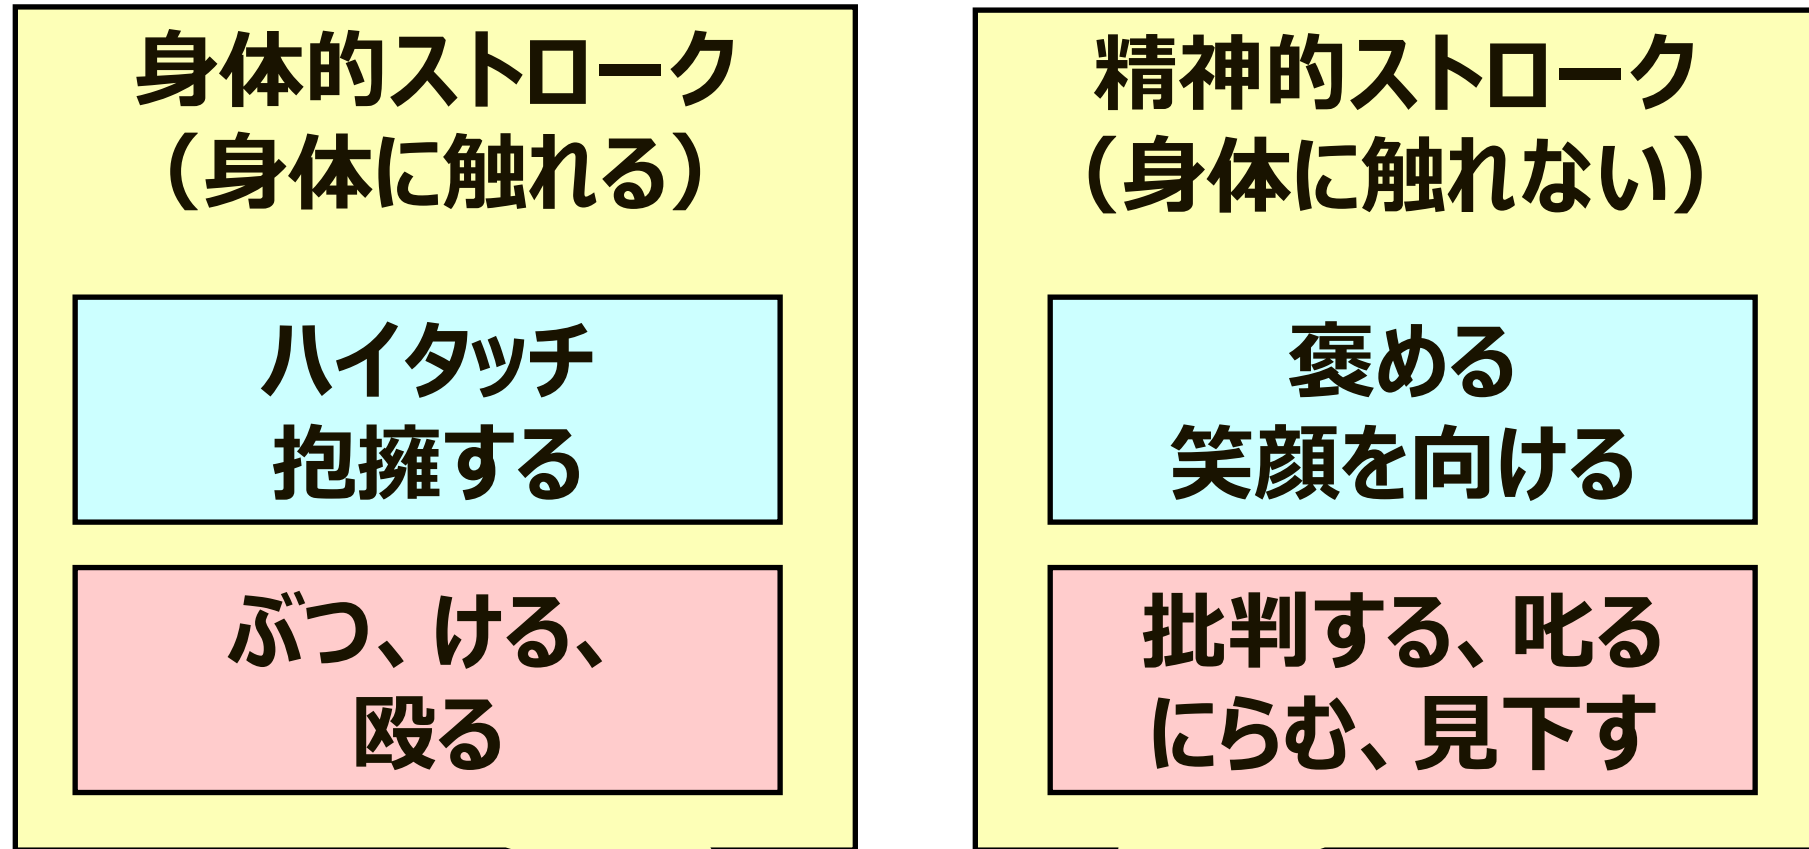 身体的ストローク
（身体に触れる）
ハイタッチ
抱擁する
ぶつ、ける、
殴る
精神的ストローク
（身体に触れない）
褒める
笑顔を向ける
批判する、叱る
にらむ、見下す